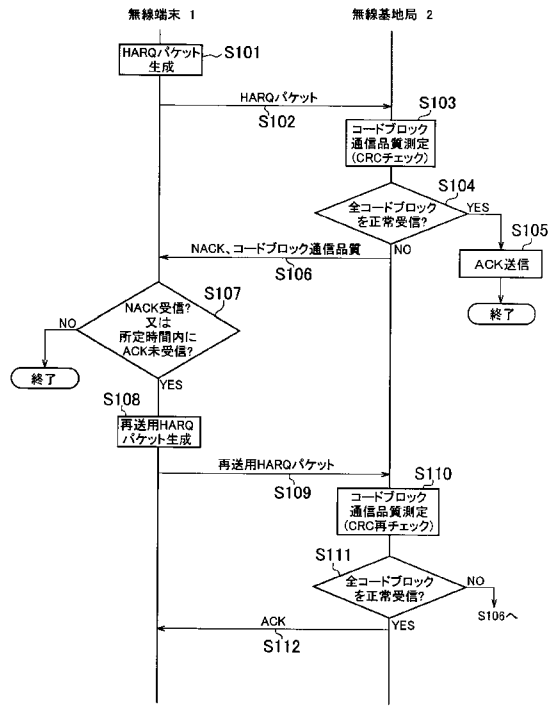 無線端末 1
無線基地局 2
HARQパケット
生成
S101
HARQパケット
S102
S103
コードブロック
通信品質測定
(CRCチェック)
S104
全コードブロック
を正常受信?
YES
NO
S105
ACK送信
終了
NACK、コードブロック通信品質
S106
S107
NACK受信?
又は
所定時間内に
ACK未受信?
NO
YES
終了
S108
再送用HARQ
パケット生成
再送用HARQパケット
S109
S110
コードブロック
通信品質測定
(CRC再チェック)
S111
全コードブロック
を正常受信?
NO
S106へ
YES
ACK
S112